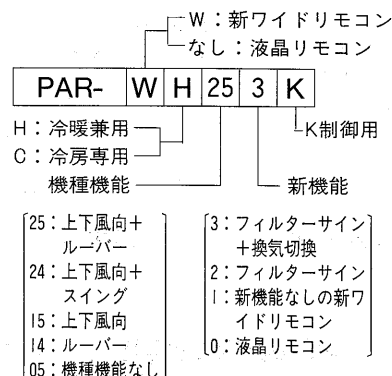 W：新ワイドリモコン
なし：液晶リモコン
PAR- W H 25 3 K
H：冷暖兼用
K制御用
C：冷房専用
機種機能
新機能
25：上下風向＋
ルーバー
24：上下風向＋
スイング
15：上下風向
14：ルーバー
05：機種機能なし
3：フィルターサイン
＋換気切換
2：フィルターサイン
1：新機能なしの新ワ
イドリモコン
0：液晶リモコン